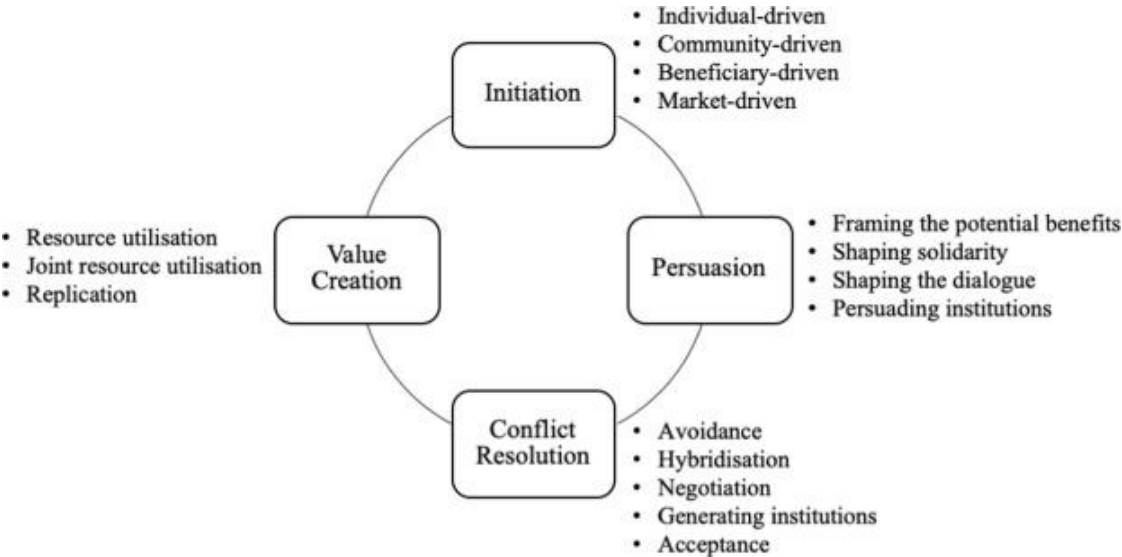 Initiation
• Individual-driven
• Community-driven
• Beneficiary-driven
• Market-driven
Persuasion
• Framing the potential benefits
• Shaping solidarity
• Shaping the dialogue
• Persuading institutions
Conflict
Resolution
• Avoidance
• Hybridisation
• Negotiation
• Generating institutions
• Acceptance
Value
Creation
• Resource utilisation
• Joint resource utilisation
• Replication